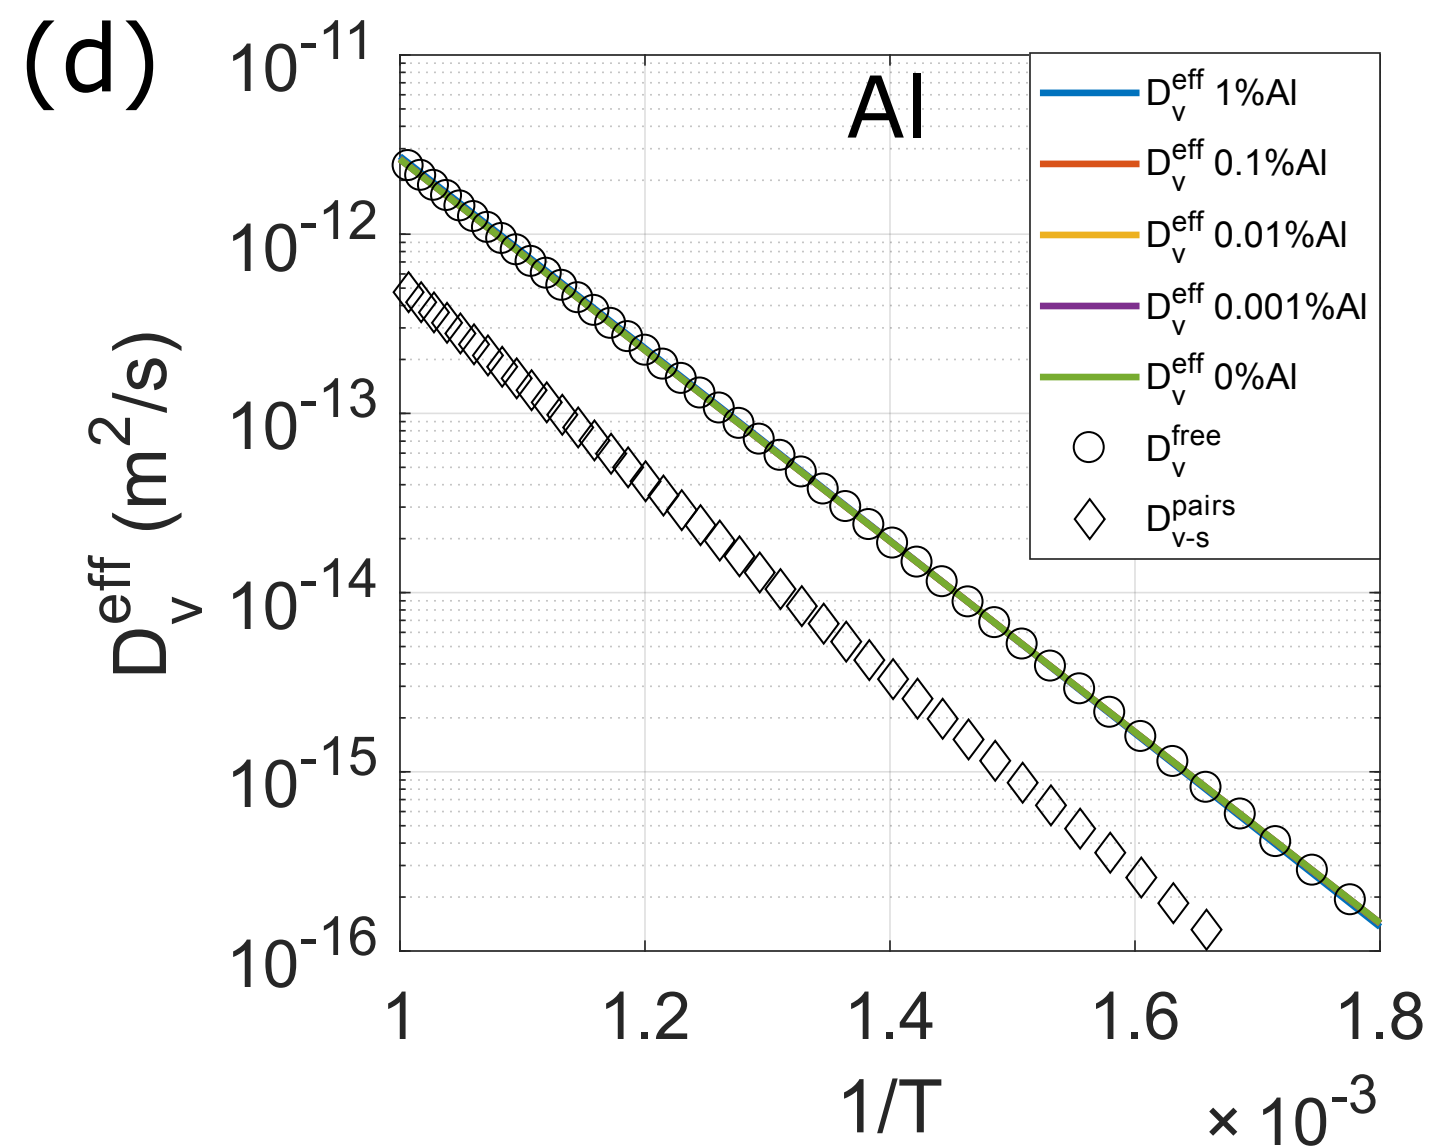 (d)
Al
D_v^eff 1%Al
D_v^eff 0.1%Al
D_v^eff 0.01%Al
D_v^eff 0.001%Al
D_v^eff 0%Al
D_v^free
D_v-s^pairs
D_v^eff (m^2/s)
10^-11
10^-12
10^-13
10^-14
10^-15
10^-16
1 1.2 1.4 1.6 1.8
1/T
× 10^-3